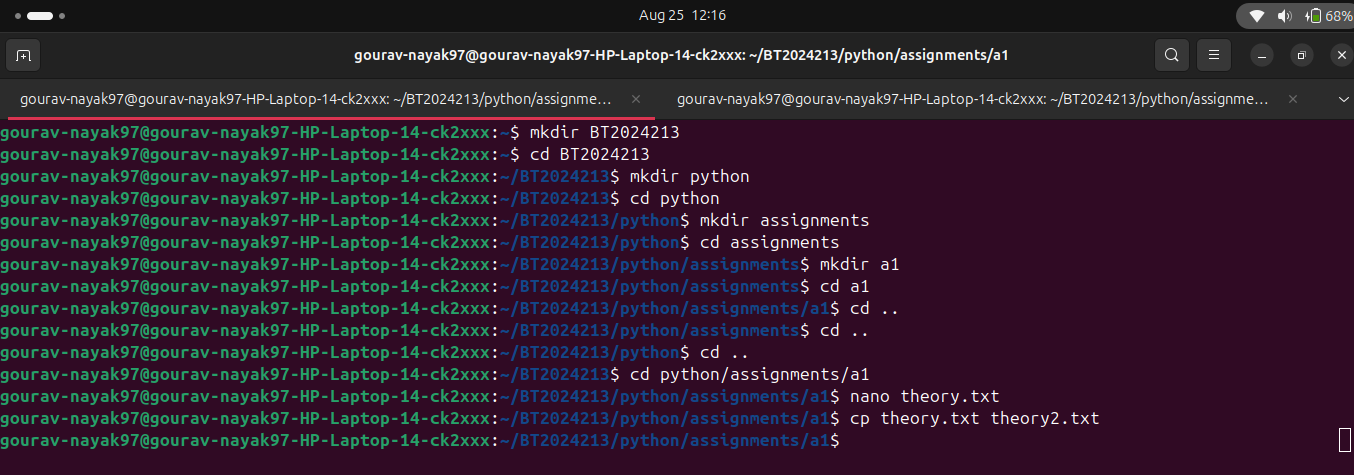 Aug 25 12:16
68%
gourav-nayak97@gourav-nayak97-HP-Laptop-14-ck2xxx: ~/BT2024213/python/assignments/a1
gourav-nayak97@gourav-nayak97-HP-Laptop-14-ck2xxx: ~/BT2024213/python/assignme...
gourav-nayak97@gourav-nayak97-HP-Laptop-14-ck2xxx: ~/BT2024213/python/assignme...
gourav-nayak97@gourav-nayak97-HP-Laptop-14-ck2xxx:~$ mkdir BT2024213
gourav-nayak97@gourav-nayak97-HP-Laptop-14-ck2xxx:~$ cd BT2024213
gourav-nayak97@gourav-nayak97-HP-Laptop-14-ck2xxx:~/BT2024213$ mkdir python
gourav-nayak97@gourav-nayak97-HP-Laptop-14-ck2xxx:~/BT2024213$ cd python
gourav-nayak97@gourav-nayak97-HP-Laptop-14-ck2xxx:~/BT2024213/python$ mkdir assignments
gourav-nayak97@gourav-nayak97-HP-Laptop-14-ck2xxx:~/BT2024213/python$ cd assignments
gourav-nayak97@gourav-nayak97-HP-Laptop-14-ck2xxx:~/BT2024213/python/assignments$ mkdir a1
gourav-nayak97@gourav-nayak97-HP-Laptop-14-ck2xxx:~/BT2024213/python/assignments$ cd a1
gourav-nayak97@gourav-nayak97-HP-Laptop-14-ck2xxx:~/BT2024213/python/assignments/a1$ cd ..
gourav-nayak97@gourav-nayak97-HP-Laptop-14-ck2xxx:~/BT2024213/python/assignments$ cd ..
gourav-nayak97@gourav-nayak97-HP-Laptop-14-ck2xxx:~/BT2024213/python$ cd ..
gourav-nayak97@gourav-nayak97-HP-Laptop-14-ck2xxx:~/BT2024213$ cd python/assignments/a1
gourav-nayak97@gourav-nayak97-HP-Laptop-14-ck2xxx:~/BT2024213/python/assignments/a1$ nano theory.txt
gourav-nayak97@gourav-nayak97-HP-Laptop-14-ck2xxx:~/BT2024213/python/assignments/a1$ cp theory.txt theory2.txt
gourav-nayak97@gourav-nayak97-HP-Laptop-14-ck2xxx:~/BT2024213/python/assignments/a1$